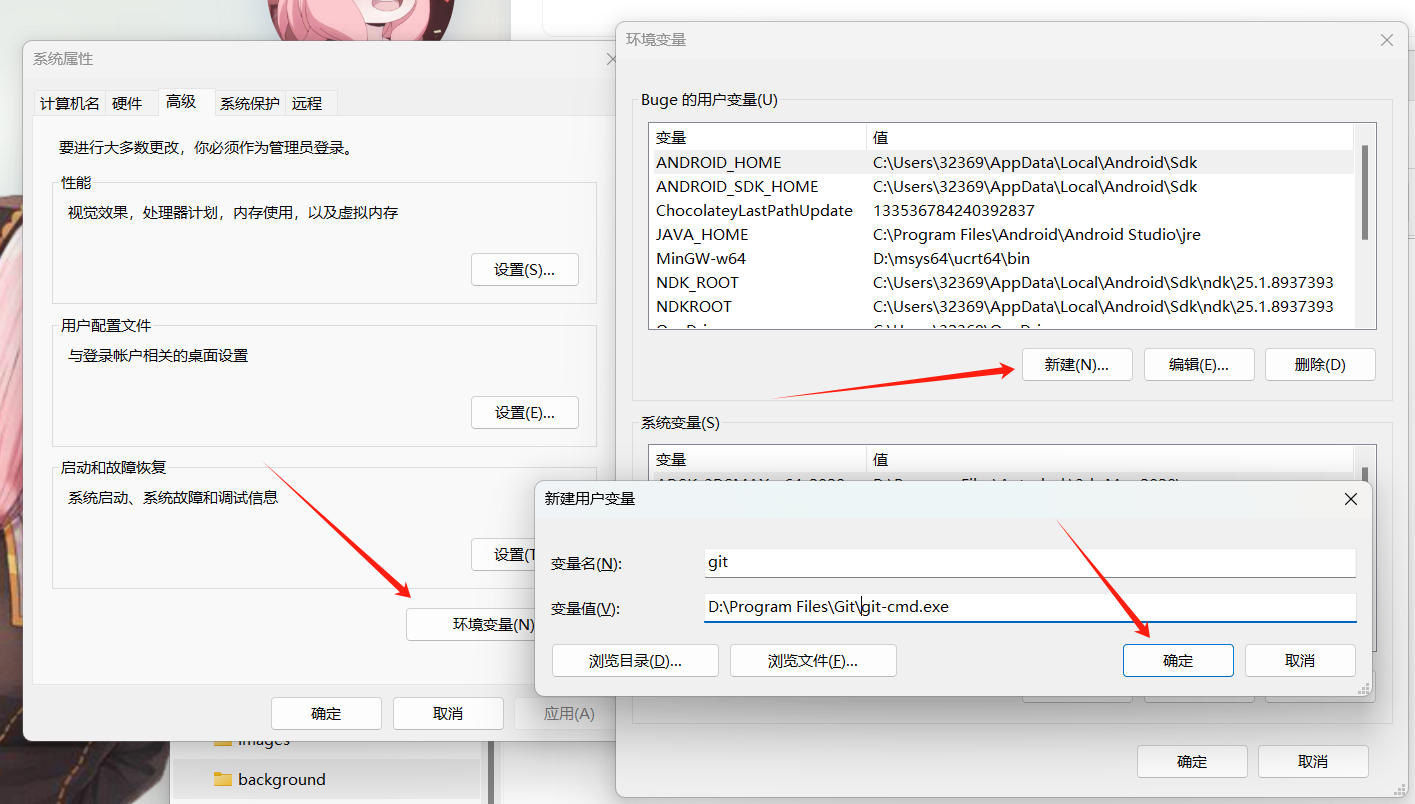 系统属性
计算机名 硬件 高级 系统保护 远程
要进行大多数更改，你必须作为管理员登录。
性能
视觉效果，处理器计划，内存使用，以及虚拟内存
设置(S)...
用户配置文件
与登录帐户相关的桌面设置
设置(E)...
启动和故障恢复
系统启动、系统故障和调试信息
设置(T
环境变量(N)
确定 取消 应用(A)
images
background
环境变量
Buge 的用户变量(U)
变量 值
ANDROID_HOME C:\Users\32369\AppData\Local\Android\Sdk
ANDROID_SDK_HOME C:\Users\32369\AppData\Local\Android\Sdk
ChocolateyLastPathUpdate 133536784240392837
JAVA_HOME C:\Program Files\Android\Android Studio\jre
MinGW-w64 D:\msys64\ucrt64\bin
NDK_ROOT C:\Users\32369\AppData\Local\Android\Sdk\ndk\25.1.8937393
NDKROOT C:\Users\32369\AppData\Local\Android\Sdk\ndk\25.1.8937393
新建(N)... 编辑(E)... 删除(D)
系统变量(S)
变量 值
新建用户变量
变量名(N): git
变量值(V): D:\Program Files\Git\git-cmd.exe
浏览目录(D)... 浏览文件(F)... 确定 取消
确定 取消